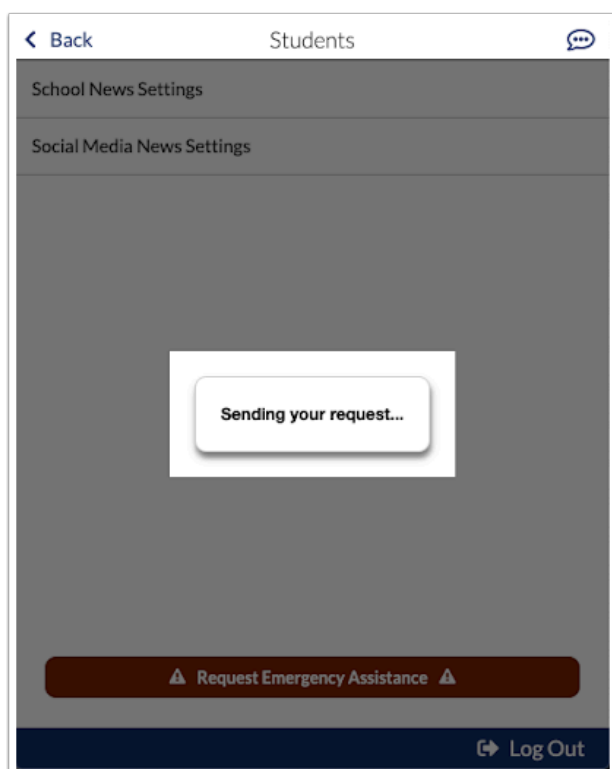 Back Students
School News Settings
Social Media News Settings
Sending your request...
Request Emergency Assistance
Log Out